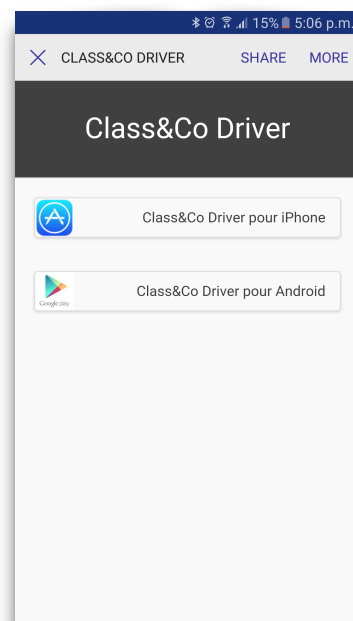 15% 5:06 p.m.
CLASS&CO DRIVER SHARE MORE
Class&Co Driver
Class&Co Driver pour iPhone
Class&Co Driver pour Android
Google play